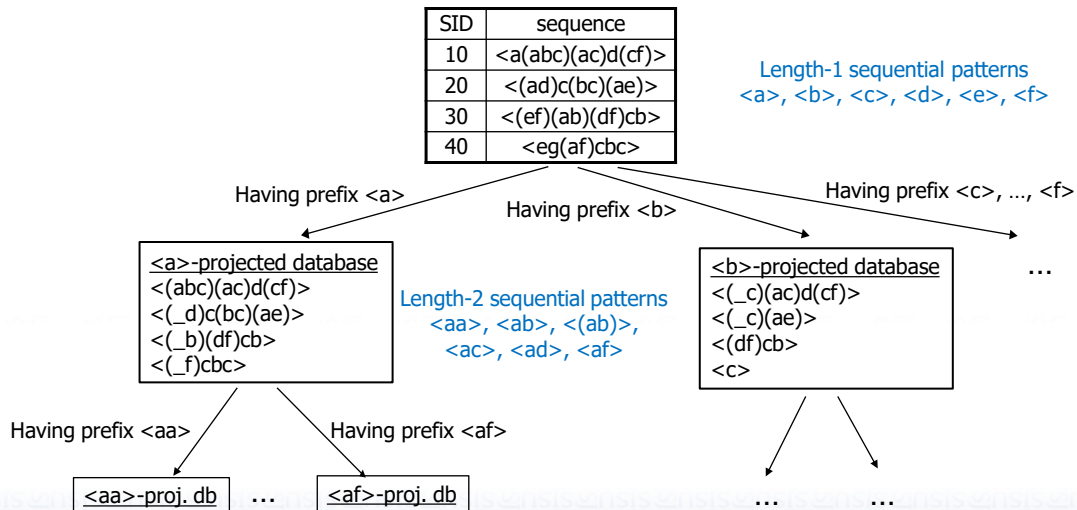 SID sequence
10 <a(abc)(ac)d(cf)>
20 <(ad)c(bc)(ae)>
30 <(ef)(ab)(df)cb>
40 <eg(af)cbc>
Length-1 sequential patterns
<a>, <b>, <c>, <d>, <e>, <f>
Having prefix <a>
Having prefix <b>
Having prefix <c>, ..., <f>
<a>-projected database
<(abc)(ac)d(cf)>
<(_d)c(bc)(ae)>
<(_b)(df)cb>
<(_f)cbc>
Length-2 sequential patterns
<aa>, <ab>, <(ab)>,
<ac>, <ad>, <af>
<b>-projected database
<(_c)(ac)d(cf)>
<(_c)(ae)>
<(df)cb>
<c>
...
Having prefix <aa>
Having prefix <af>
<aa>-proj. db
...
<af>-proj. db
...
...